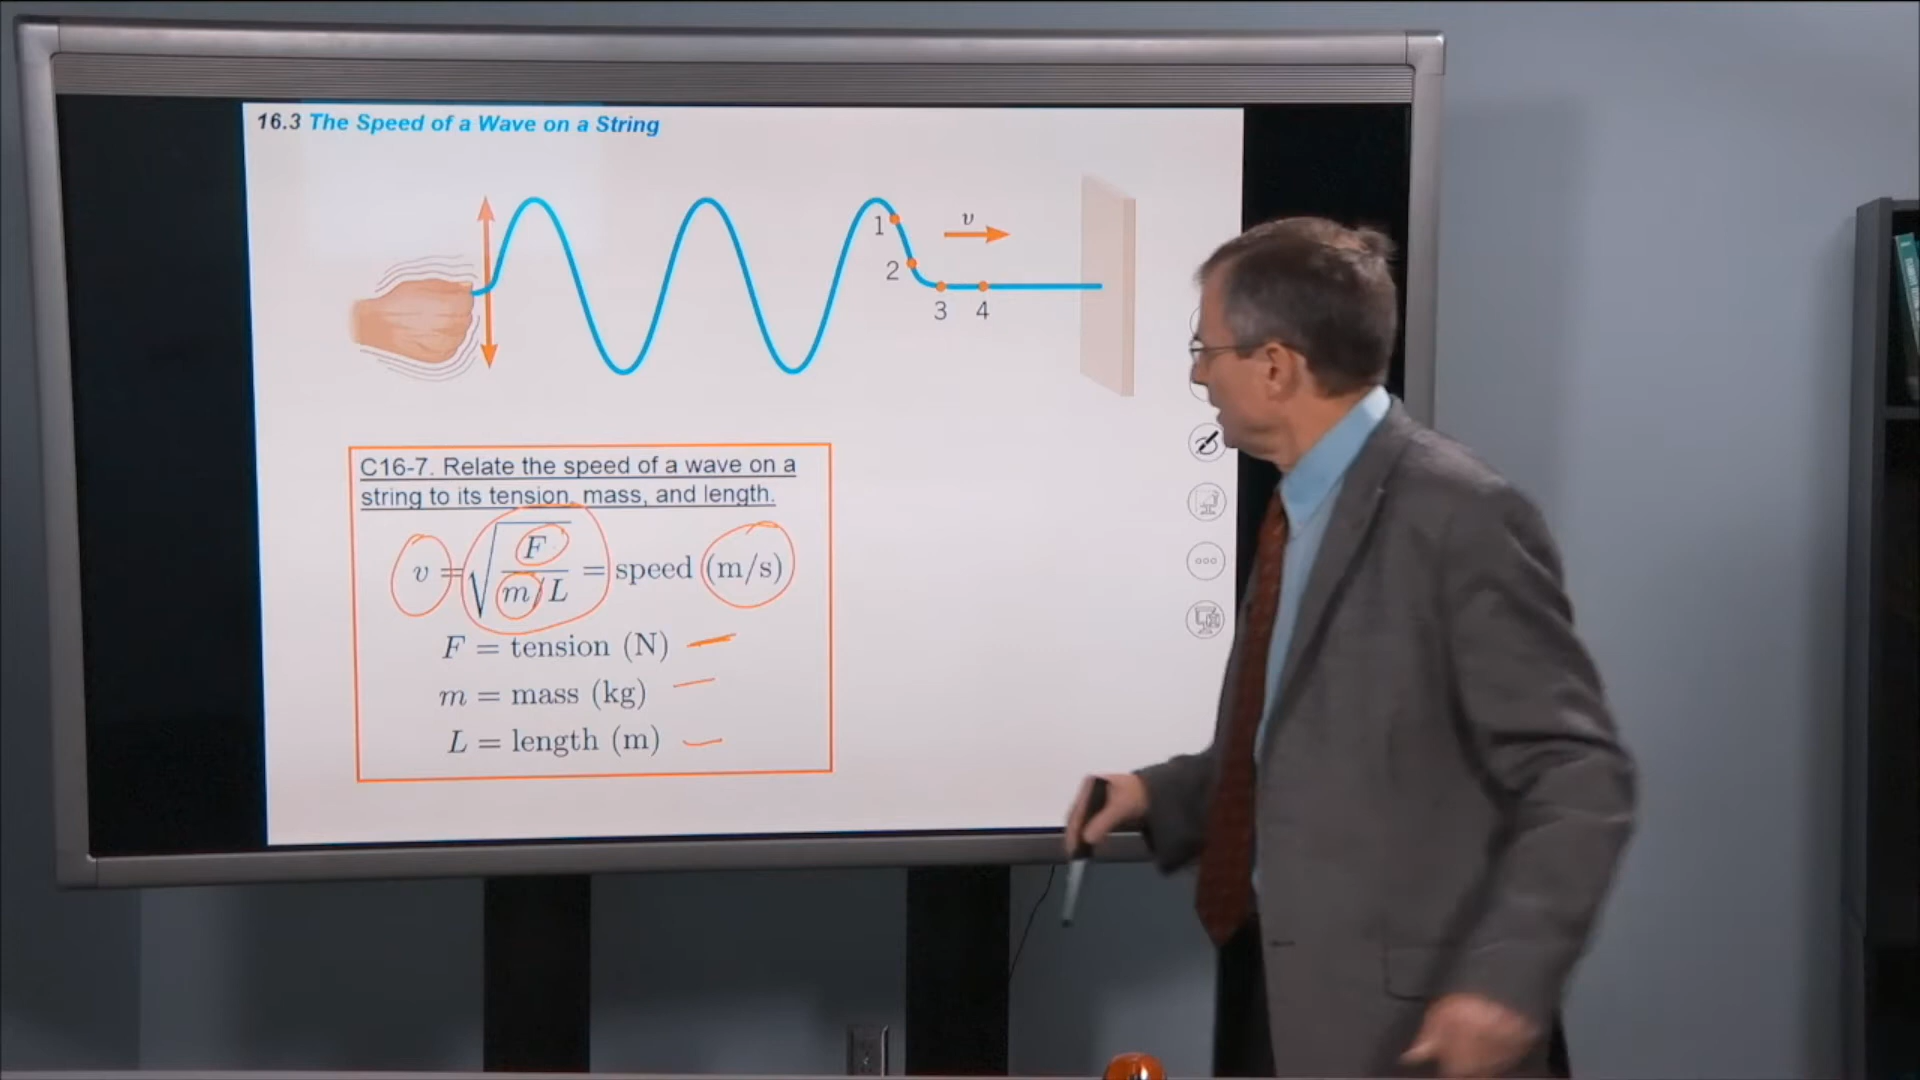 16.3 The Speed of a Wave on a String
v
1
2
3 4
C16-7. Relate the speed of a wave on a
string to its tension, mass, and length.
v = √(F / (m/L)) = speed (m/s)
F = tension (N)
m = mass (kg)
L = length (m)